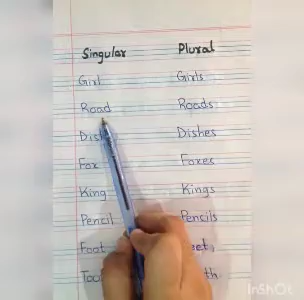 Singular Plural
Girl Girls
Road Roads
Dishes
Fox Foxes
King Kings
Pencil Pencils
Foot
InShOt